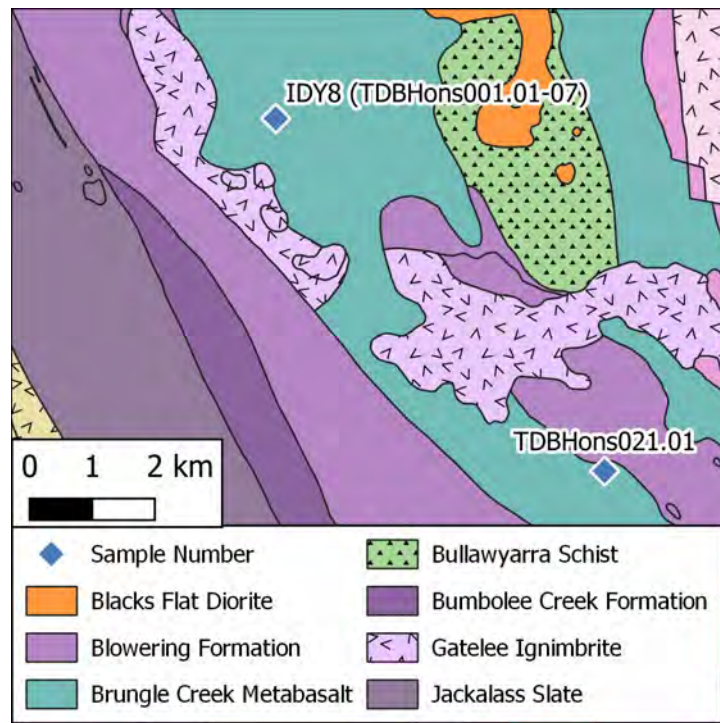 IDY8 (TDBHons001.01-07)
TDBHons021.01
0 1 2 km
Sample Number
Bullawyarra Schist
Blacks Flat Diorite
Bumbolee Creek Formation
Blowering Formation
Gatelee Ignimbrite
Brungle Creek Metabasalt
Jackalass Slate